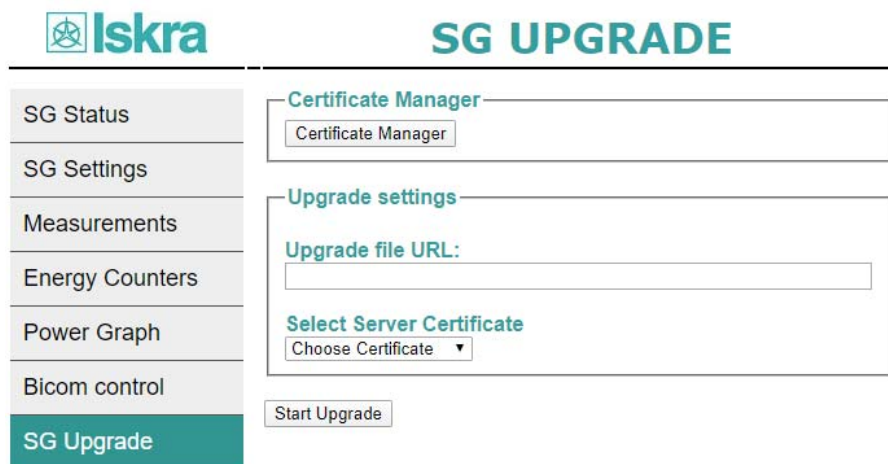 Iskra
SG UPGRADE
SG Status
SG Settings
Measurements
Energy Counters
Power Graph
Bicom control
SG Upgrade
Certificate Manager
Certificate Manager
Upgrade settings
Upgrade file URL:
Select Server Certificate
Choose Certificate
Start Upgrade